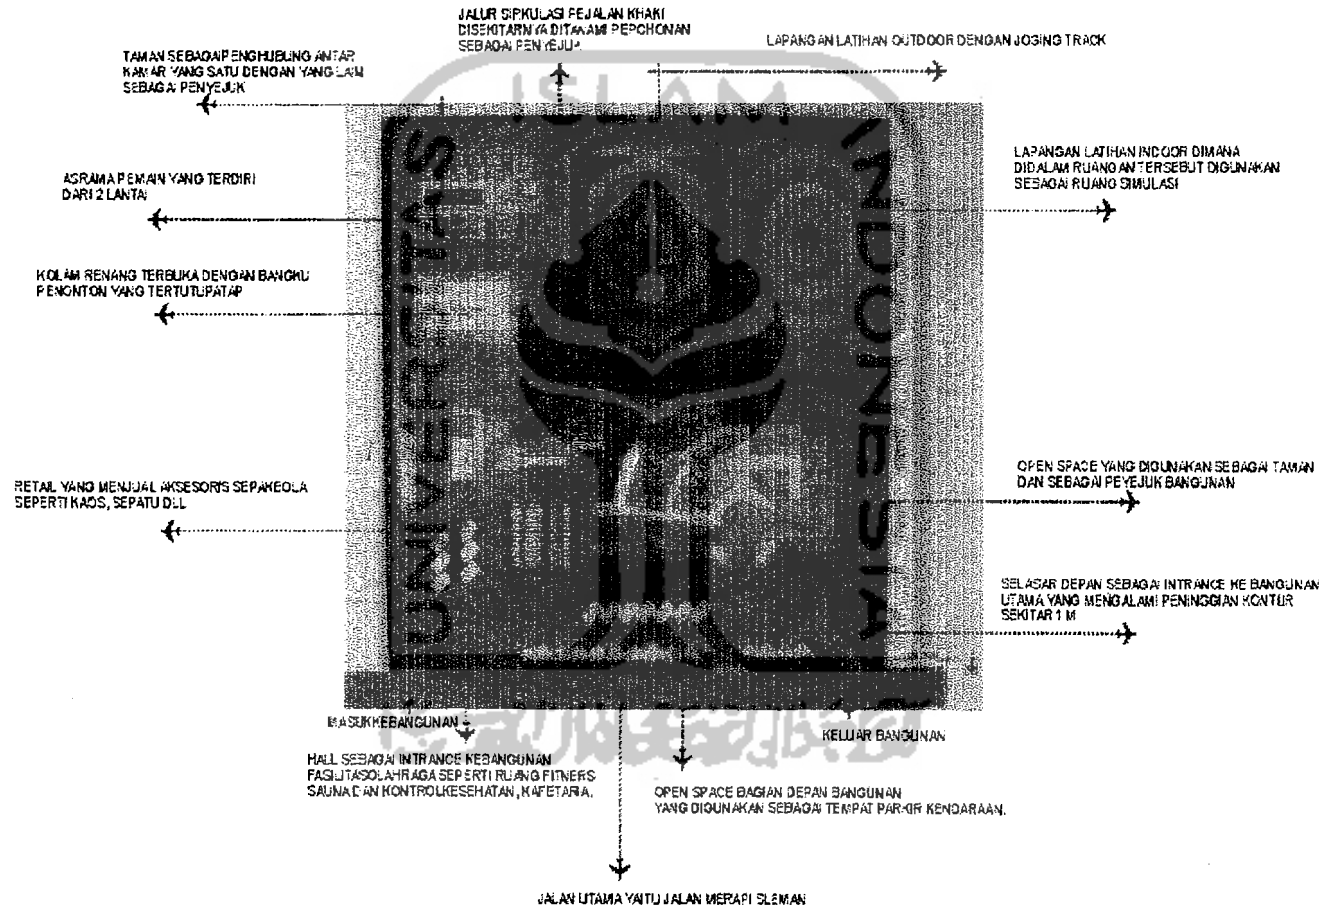 JALUR SIRKULASI PEJALAN KHAKI
DISEKITARNYA DITANAMI PEPOHONAN
SEBAGAI PENYEJUK
LAPANGAN LATIHAN OUTDOOR DENGAN JOGING TRACK
TAMAN SEBAGAI PENGHUBUNG ANTAR
KAMAR YANG SATU DENGAN YANG LAIN
SEBAGAI PENYEJUK
ISLAM
LAPANGAN LATIHAN INDOOR DIMANA
DIDALAM RUANGAN TERSEBUT DIGUNAKAN
SEBAGAI RUANG SIMULASI
ASRAMA PEMAIN YANG TERDIRI
DARI 2 LANTAI
UNIVERSITAS
INDONESIA
KOLAM RENANG TERBUKA DENGAN BANGKU
PENONTON YANG TERTUTUP ATAP
OPEN SPACE YANG DIGUNAKAN SEBAGAI TAMAN
DAN SEBAGAI PEYEJUK BANGUNAN
RETAIL YANG MENJUAL AKSESORIS SEPAKBOLA
SEPERTI KAOS, SEPATU DLL
SELASAR DEPAN SEBAGAI INTRANCE KE BANGUNAN
UTAMA YANG MENGALAMI PENINGGIAN KONTUR
SEKITAR 1 M
MASUK KEBANGUNAN
KELUAR BANGUNAN
HALL SEBAGAI INTRANCE KEBANGUNAN
FASILITAS OLAHRAGA SEPERTI RUANG FITNERS
SAUNA DAN KONTROL KESEHATAN, KAFETARIA.
OPEN SPACE BAGIAN DEPAN BANGUNAN
YANG DIGUNAKAN SEBAGAI TEMPAT PARKIR KENDARAAN.
JALAN UTAMA YAITU JALAN MERAPI SLEMAN